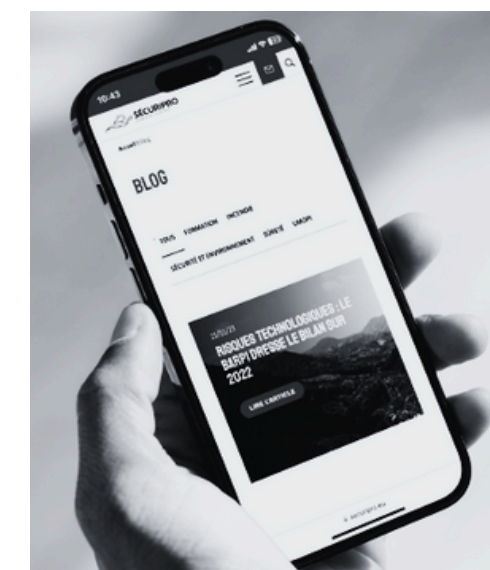 10:43
SÉCURIPRO
Accueil
BLOG
TOUS FORMATION INCENDIE
SÉCURITÉ ET ENVIRONNEMENT SÛRETÉ
RISQUES TECHNOLOGIQUES : LE
BARPI DRESSE LE BILAN SUR
2022
LIRE L'ARTICLE